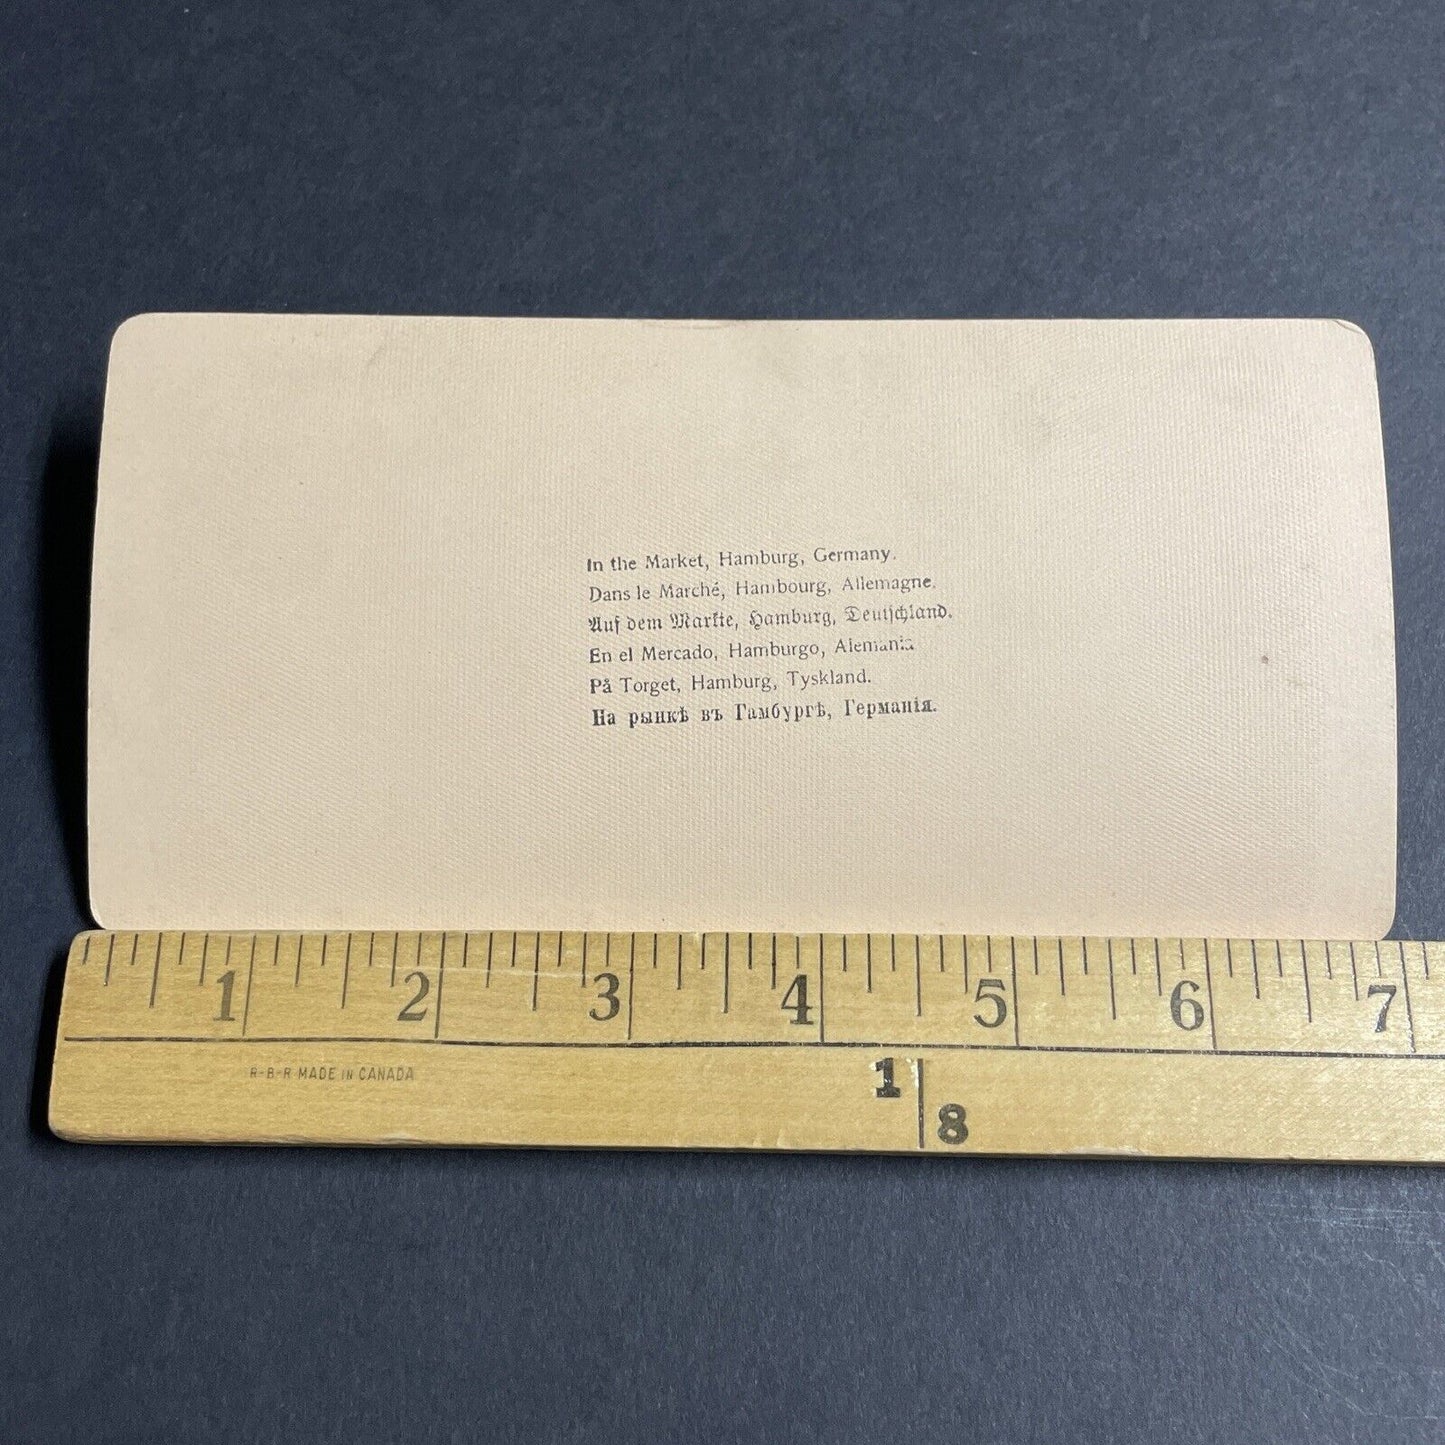 In the Market, Hamburg, Germany.
Dans le Marché, Hambourg, Allemagne.
Auf dem Markte, Hamburg, Deutschland.
En el Mercado, Hamburgo, Alemania
På Torget, Hamburg, Tyskland.
На рынкѣ въ Гамбургѣ, Германія.
1 2 3 4 5 6 7
R-B-R MADE IN CANADA
1
8